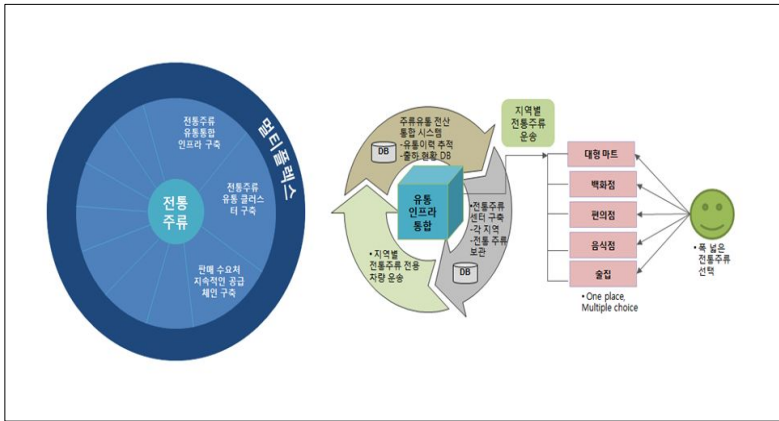 전통주류
유통통합
인프라 구축
멀티플렉스
전통
주류
전통주류
유통 클러스
터 구축
판매 수요처
지속적인 공급
체인 구축
주류유통 전산
통합 시스템
-유통이력 추적
-출하 현황 DB
DB
유통
인프라
통합
•전통주류
센터 구축
-각 지역
-전통 주류
보관
DB
• 지역별
전통주류 전용
차량 운송
지역별
전통주류
운송
대형 마트
백화점
편의점
음식점
술집
• One place,
Multiple choice
• 폭 넓은
전통주류
선택